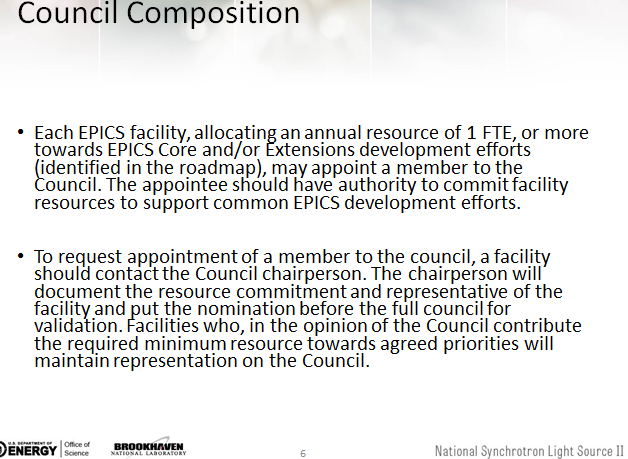 Council Composition
• Each EPICS facility, allocating an annual resource of 1 FTE, or more
towards EPICS Core and/or Extensions development efforts
(identified in the roadmap), may appoint a member to the
Council. The appointee should have authority to commit facility
resources to support common EPICS development efforts.
• To request appointment of a member to the council, a facility
should contact the Council chairperson. The chairperson will
document the resource commitment and representative of the
facility and put the nomination before the full council for
validation. Facilities who, in the opinion of the Council contribute
the required minimum resource towards agreed priorities will
maintain representation on the Council.
U.S. DEPARTMENT OF
ENERGY
Office of
Science
BROOKHAVEN
NATIONAL LABORATORY
6
National Synchrotron Light Source II